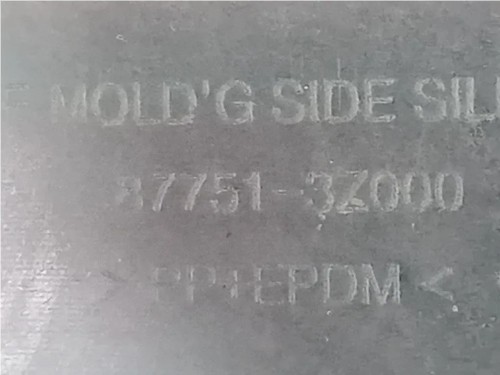 MOLD'G SIDE SIL
87751-3Z000
> PP+EPDM <